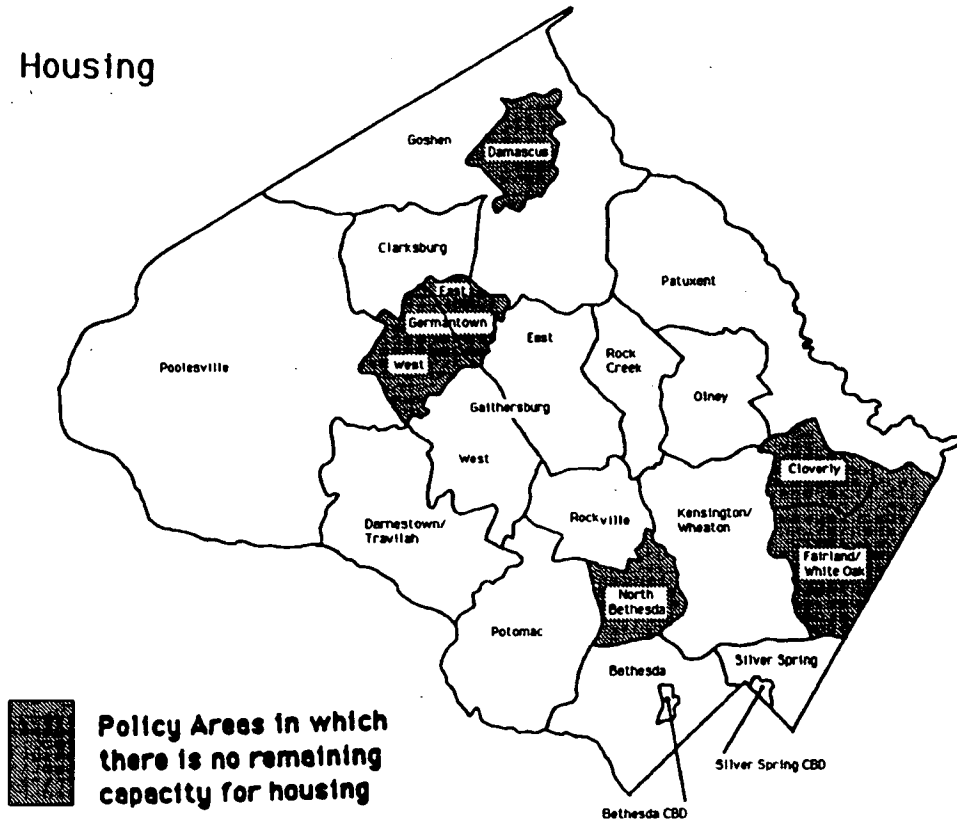 Housing
Goshen
Damascus
Clarksburg
Patuxent
East
Germantown
West
East
Rock
Creek
Poolesville
Olney
Gaithersburg
West
Cloverly
Rockville
Kensington/
Wheaton
Darnestown/
Travilah
Fairland/
White Oak
North
Bethesda
Potomac
Bethesda
Silver Spring
Policy Areas in which
there is no remaining
capacity for housing
Silver Spring CBD
Bethesda CBD